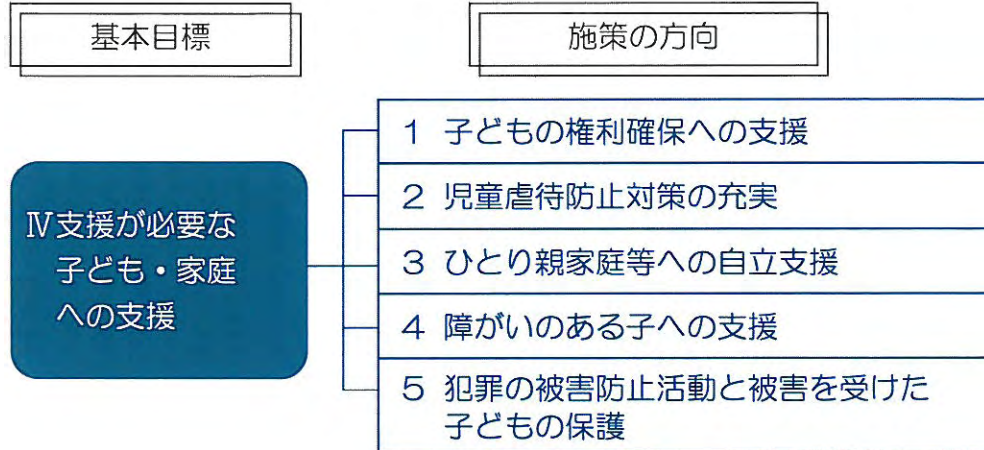 基本目標
施策の方向
Ⅳ支援が必要な
子ども・家庭
への支援
1 子どもの権利確保への支援
2 児童虐待防止対策の充実
3 ひとり親家庭等への自立支援
4 障がいのある子への支援
5 犯罪の被害防止活動と被害を受けた
子どもの保護